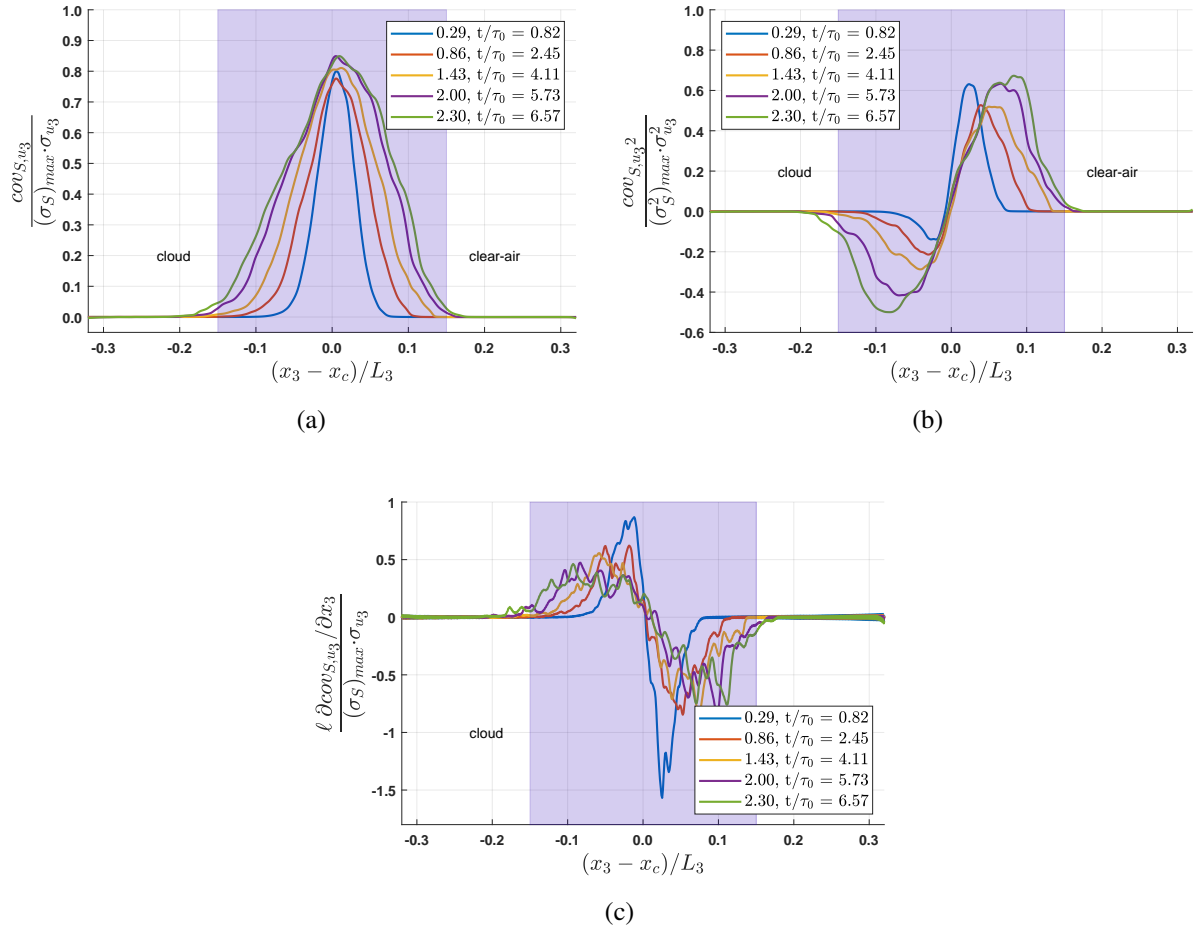 1.0
0.9
0.8
0.7
0.6
0.5
0.4
0.3
0.2
0.1
0.0
cov_{S,u_3}
(σ_S)_{max}·σ_{u_3}
0.29, t/τ_0 = 0.82
0.86, t/τ_0 = 2.45
1.43, t/τ_0 = 4.11
2.00, t/τ_0 = 5.73
2.30, t/τ_0 = 6.57
cloud
clear-air
-0.3 -0.2 -0.1 0.0 0.1 0.2 0.3
(x_3 − x_c)/L_3
(a)
1.0
0.8
0.6
0.4
0.2
0.0
-0.2
-0.4
-0.6
cov_{S,u_3^2}
(σ_S^2)_{max}·σ_{u_3}^2
0.29, t/τ_0 = 0.82
0.86, t/τ_0 = 2.45
1.43, t/τ_0 = 4.11
2.00, t/τ_0 = 5.73
2.30, t/τ_0 = 6.57
cloud
clear-air
-0.3 -0.2 -0.1 0.0 0.1 0.2 0.3
(x_3 − x_c)/L_3
(b)
1
0.5
0
-0.5
-1
-1.5
ℓ ∂cov_{S,u_3}/∂x_3
(σ_S)_{max}·σ_{u_3}
cloud
0.29, t/τ_0 = 0.82
0.86, t/τ_0 = 2.45
1.43, t/τ_0 = 4.11
2.00, t/τ_0 = 5.73
2.30, t/τ_0 = 6.57
-0.3 -0.2 -0.1 0.0 0.1 0.2 0.3
(x_3 − x_c)/L_3
(c)